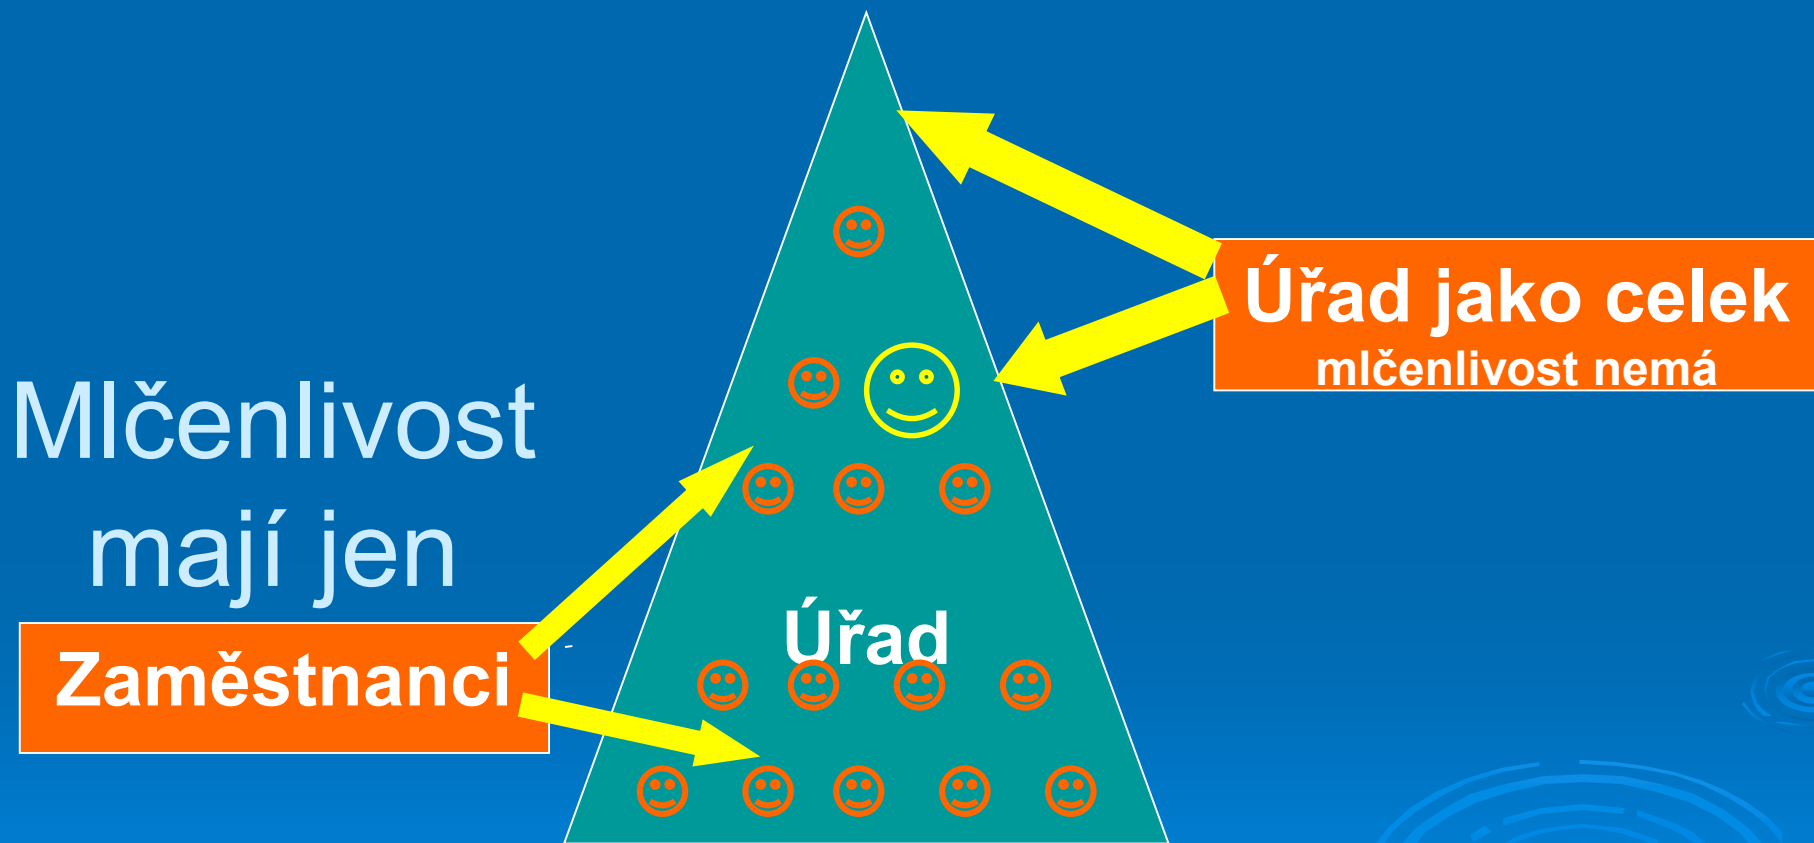 Mlčenlivost
mají jen
Zaměstnanci
-
Úřad
Úřad jako celek
mlčenlivost nemá